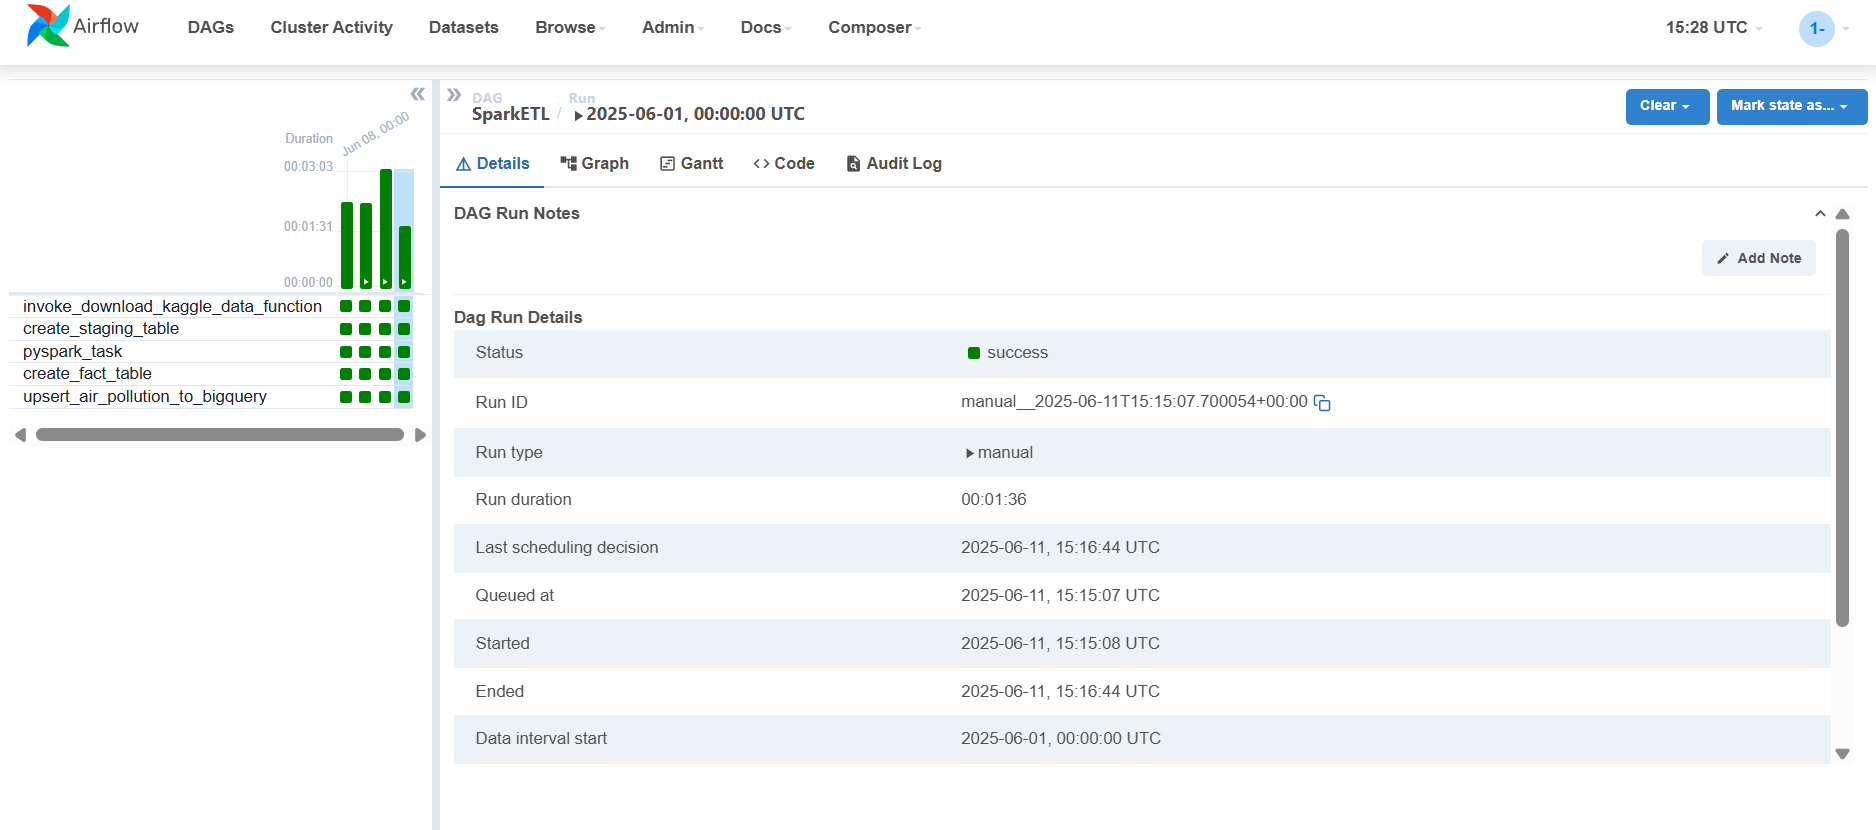 Airflow DAGs Cluster Activity Datasets Browse Admin Docs Composer 15:28 UTC 1-
Duration
Jun 08, 00:00
00:03:03
00:01:31
00:00:00
invoke_download_kaggle_data_function
create_staging_table
pyspark_task
create_fact_table
upsert_air_pollution_to_bigquery
DAG Run
SparkETL / 2025-06-01, 00:00:00 UTC
Clear Mark state as...
Details Graph Gantt Code Audit Log
DAG Run Notes
Add Note
Dag Run Details
Status success
Run ID manual__2025-06-11T15:15:07.700054+00:00
Run type manual
Run duration 00:01:36
Last scheduling decision 2025-06-11, 15:16:44 UTC
Queued at 2025-06-11, 15:15:07 UTC
Started 2025-06-11, 15:15:08 UTC
Ended 2025-06-11, 15:16:44 UTC
Data interval start 2025-06-01, 00:00:00 UTC